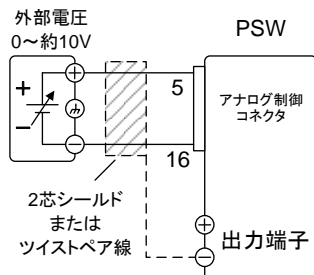 外部電圧
0～約10V
PSW
5
アナログ制御
コネクタ
16
2芯シールド
または
ツイストペア線
出力端子